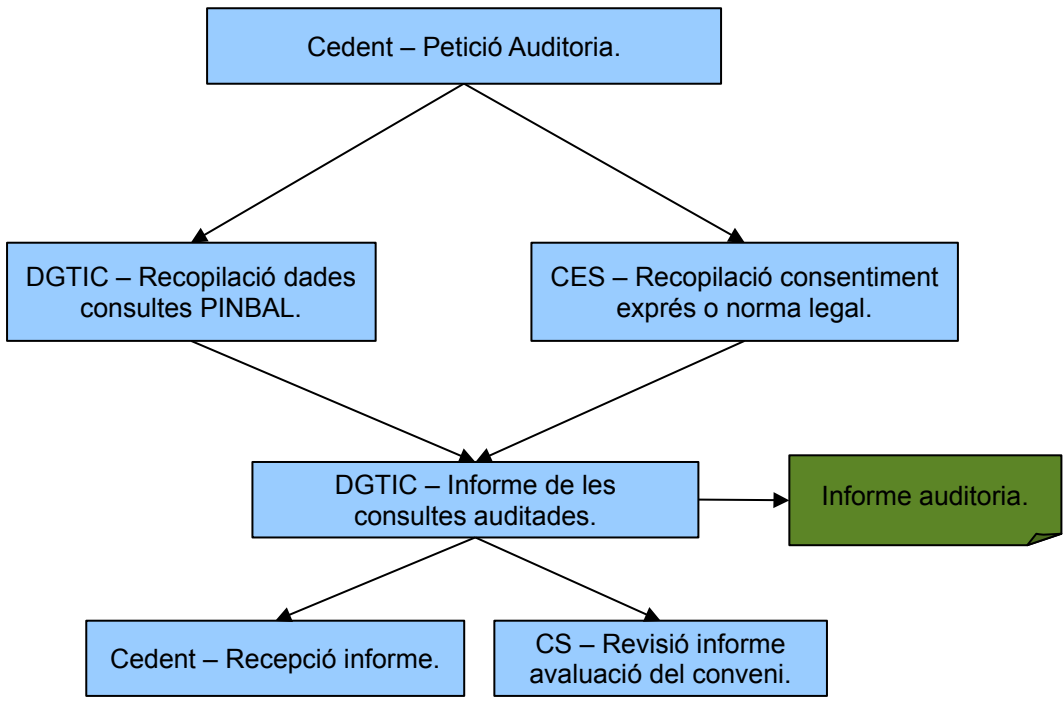 Cedent – Petició Auditoria.
DGTIC – Recopilació dades
consultes PINBAL.
CES – Recopilació consentiment
exprés o norma legal.
DGTIC – Informe de les
consultes auditades.
Informe auditoria.
Cedent – Recepció informe.
CS – Revisió informe
avaluació del conveni.